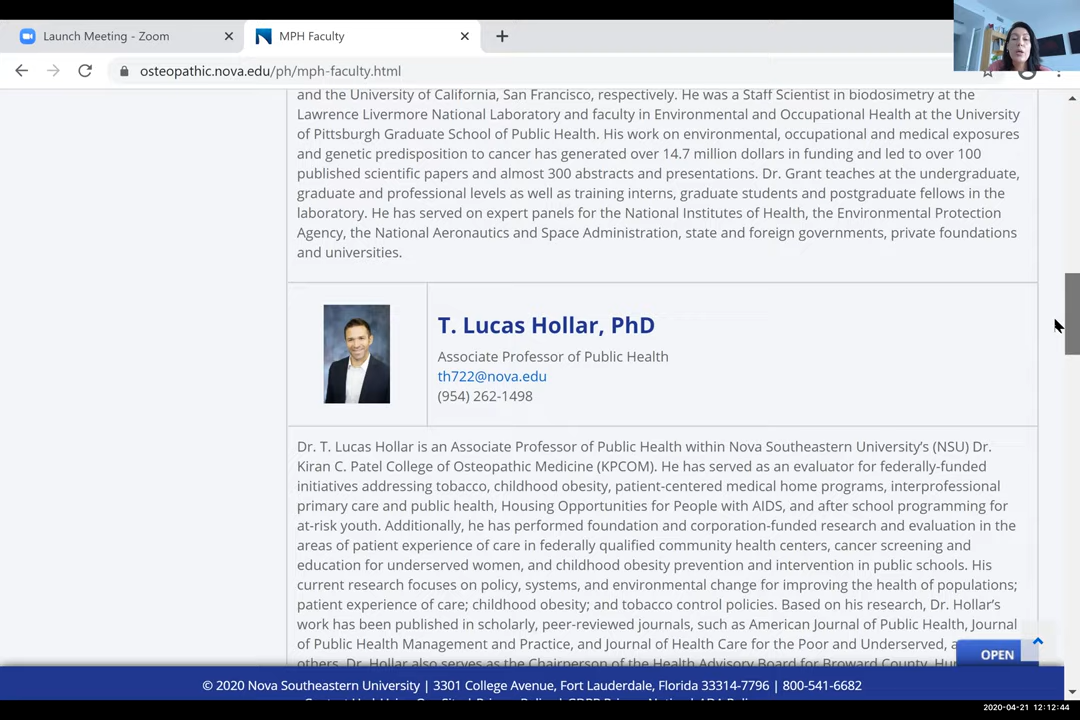 Launch Meeting - Zoom
MPH Faculty
osteopathic.nova.edu/ph/mph-faculty.html
and the University of California, San Francisco, respectively. He was a Staff Scientist in biodosimetry at the
Lawrence Livermore National Laboratory and faculty in Environmental and Occupational Health at the University
of Pittsburgh Graduate School of Public Health. His work on environmental, occupational and medical exposures
and genetic predisposition to cancer has generated over 14.7 million dollars in funding and led to over 100
published scientific papers and almost 300 abstracts and presentations. Dr. Grant teaches at the undergraduate,
graduate and professional levels as well as training interns, graduate students and postgraduate fellows in the
laboratory. He has served on expert panels for the National Institutes of Health, the Environmental Protection
Agency, the National Aeronautics and Space Administration, state and foreign governments, private foundations
and universities.
T. Lucas Hollar, PhD
Associate Professor of Public Health
th722@nova.edu
(954) 262-1498
Dr. T. Lucas Hollar is an Associate Professor of Public Health within Nova Southeastern University's (NSU) Dr.
Kiran C. Patel College of Osteopathic Medicine (KPCOM). He has served as an evaluator for federally-funded
initiatives addressing tobacco, childhood obesity, patient-centered medical home programs, interprofessional
primary care and public health, Housing Opportunities for People with AIDS, and after school programming for
at-risk youth. Additionally, he has performed foundation and corporation-funded research and evaluation in the
areas of patient experience of care in federally qualified community health centers, cancer screening and
education for underserved women, and childhood obesity prevention and intervention in public schools. His
current research focuses on policy, systems, and environmental change for improving the health of populations;
patient experience of care; childhood obesity; and tobacco control policies. Based on his research, Dr. Hollar's
work has been published in scholarly, peer-reviewed journals, such as American Journal of Public Health, Journal
of Public Health Management and Practice, and Journal of Health Care for the Poor and Underserved,
others. Dr. Hollar also serves as the Chairperson of the Health Advisory Board for Broward County,
OPEN
© 2020 Nova Southeastern University | 3301 College Avenue, Fort Lauderdale, Florida 33314-7796 | 800-541-6682
2020-04-21 12:12:44